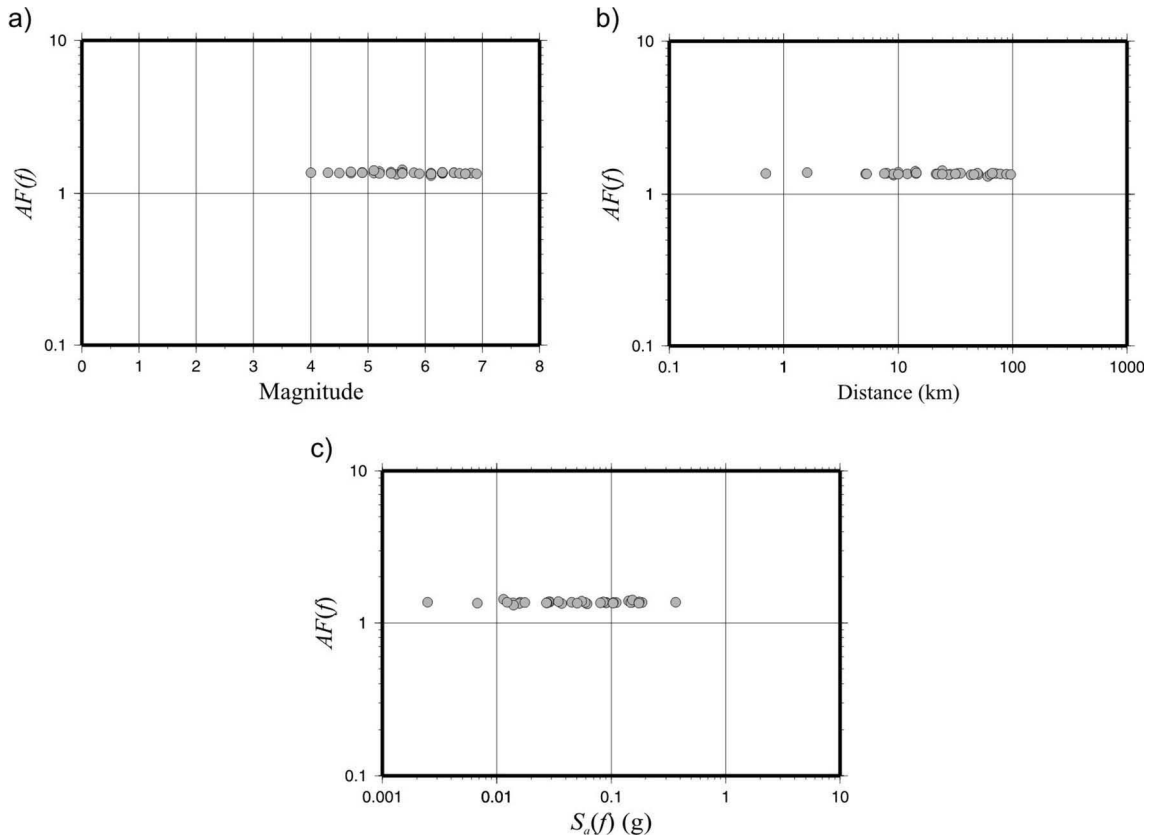 a)
10
1
0.1
AF(f)
0 1 2 3 4 5 6 7 8
Magnitude
b)
10
1
0.1
AF(f)
0.1 1 10 100 1000
Distance (km)
c)
10
1
0.1
AF(f)
0.001 0.01 0.1 1 10
Sₐ(f) (g)